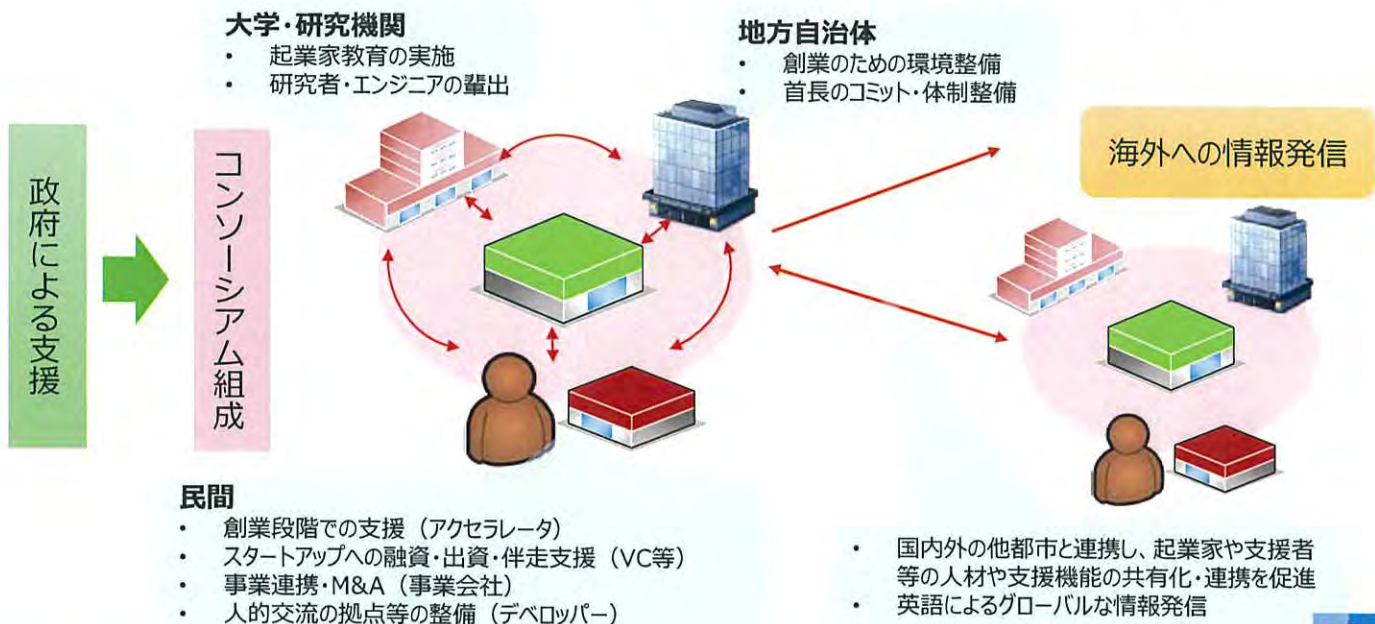 大学・研究機関
• 起業家教育の実施
• 研究者・エンジニアの輩出
地方自治体
• 創業のための環境整備
• 首長のコミット・体制整備
政府による支援
コンソーシアム組成
海外への情報発信
民間
• 創業段階での支援（アクセラレータ）
• スタートアップへの融資・出資・伴走支援（VC等）
• 事業連携・M&A（事業会社）
• 人的交流の拠点等の整備（デベロッパー）
• 国内外の他都市と連携し、起業家や支援者
等の人材や支援機能の共有化・連携を促進
• 英語によるグローバルな情報発信